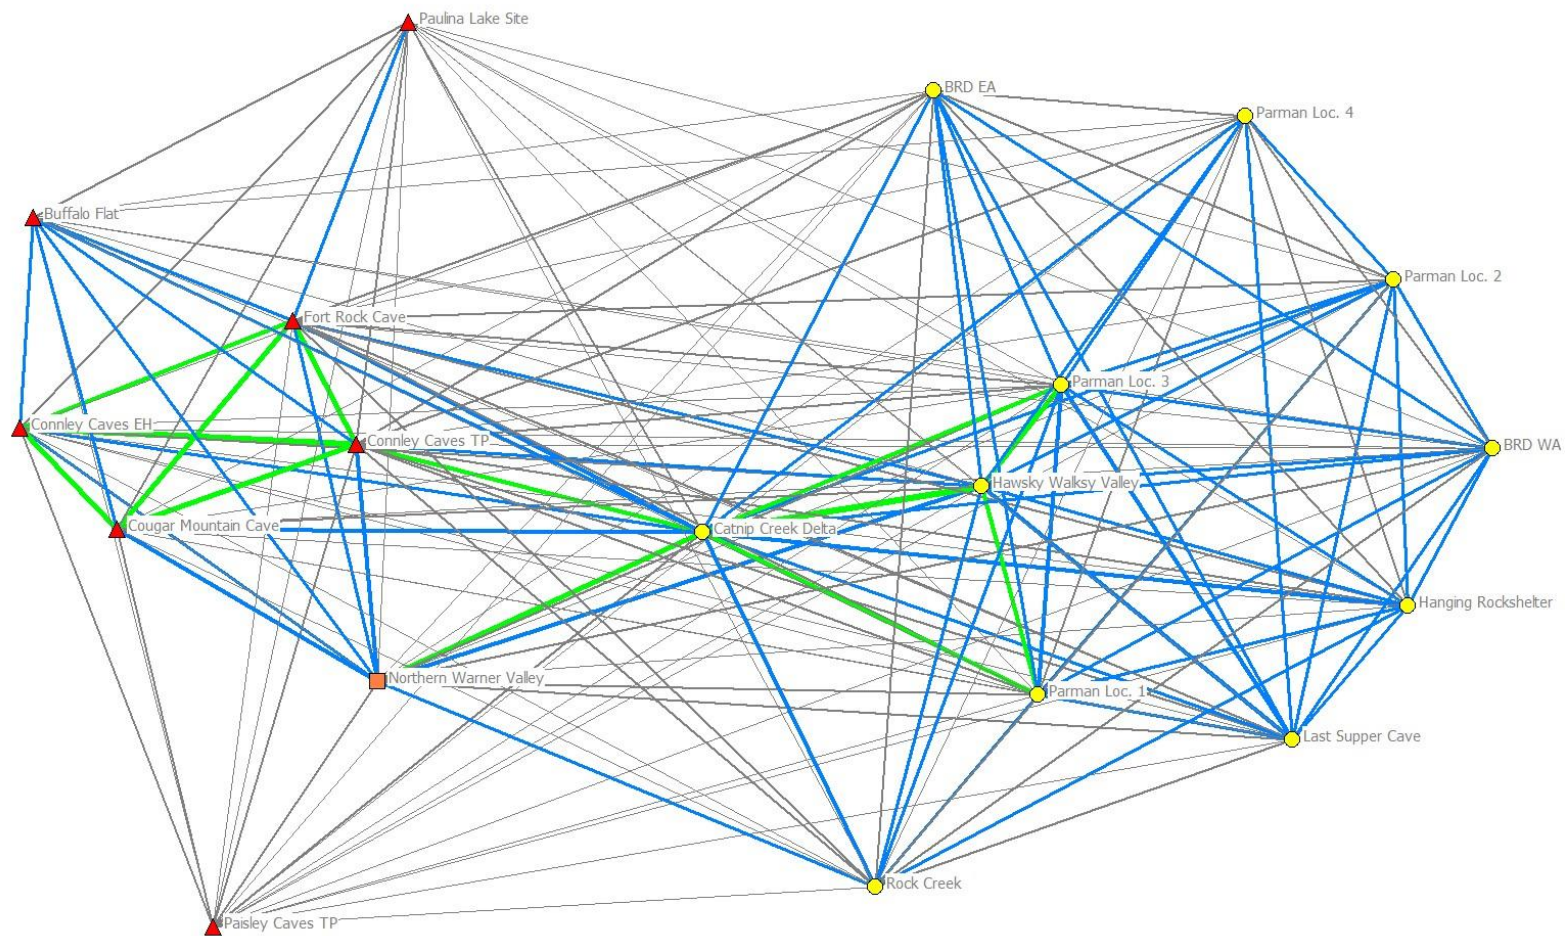 Paulina Lake Site
BRD EA
Parman Loc. 4
Buffalo Flat
Parman Loc. 2
Fort Rock Cave
Parman Loc. 3
Connley Caves EH
Connley Caves TP
BRD WA
Hawsky Walksy Valley
Cougar Mountain Cave
Catnip Creek Delta
Hanging Rockshelter
Northern Warner Valley
Parman Loc. 1
Last Supper Cave
Rock Creek
Paisley Caves TP